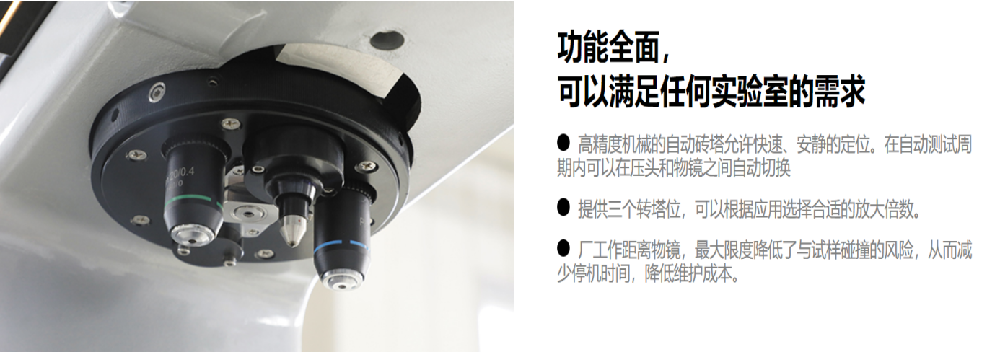 20/0.4
功能全面，
可以满足任何实验室的需求
● 高精度机械的自动砖塔允许快速、安静的定位。在自动测试周
期内可以在压头和物镜之间自动切换
● 提供三个转塔位，可以根据应用选择合适的放大倍数。
● 厂工作距离物镜，最大限度降低了与试样碰撞的风险，从而减
少停机时间，降低维护成本。